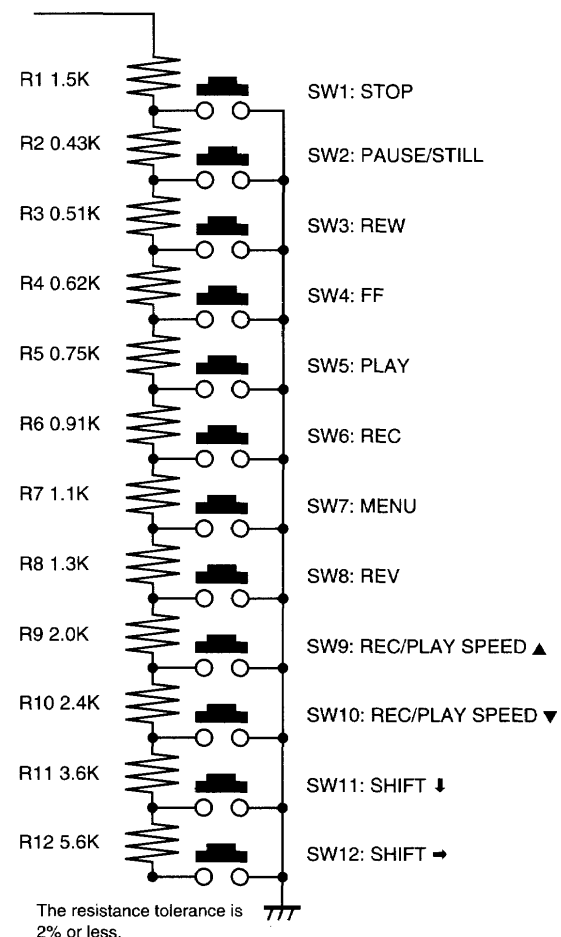 R1 1.5K
SW1: STOP
R2 0.43K
SW2: PAUSE/STILL
R3 0.51K
SW3: REW
R4 0.62K
SW4: FF
R5 0.75K
SW5: PLAY
R6 0.91K
SW6: REC
R7 1.1K
SW7: MENU
R8 1.3K
SW8: REV
R9 2.0K
SW9: REC/PLAY SPEED ▲
R10 2.4K
SW10: REC/PLAY SPEED ▼
R11 3.6K
SW11: SHIFT ⬇
R12 5.6K
SW12: SHIFT ➡
The resistance tolerance is
2% or less.